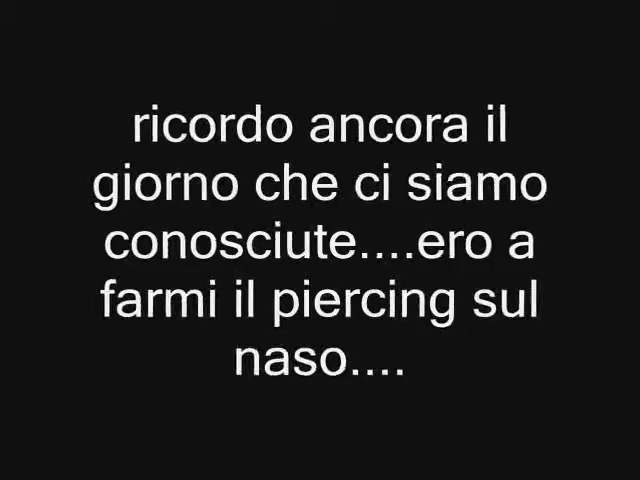 ricordo ancora il
giorno che ci siamo
conosciute....ero a
farmi il piercing sul
naso....